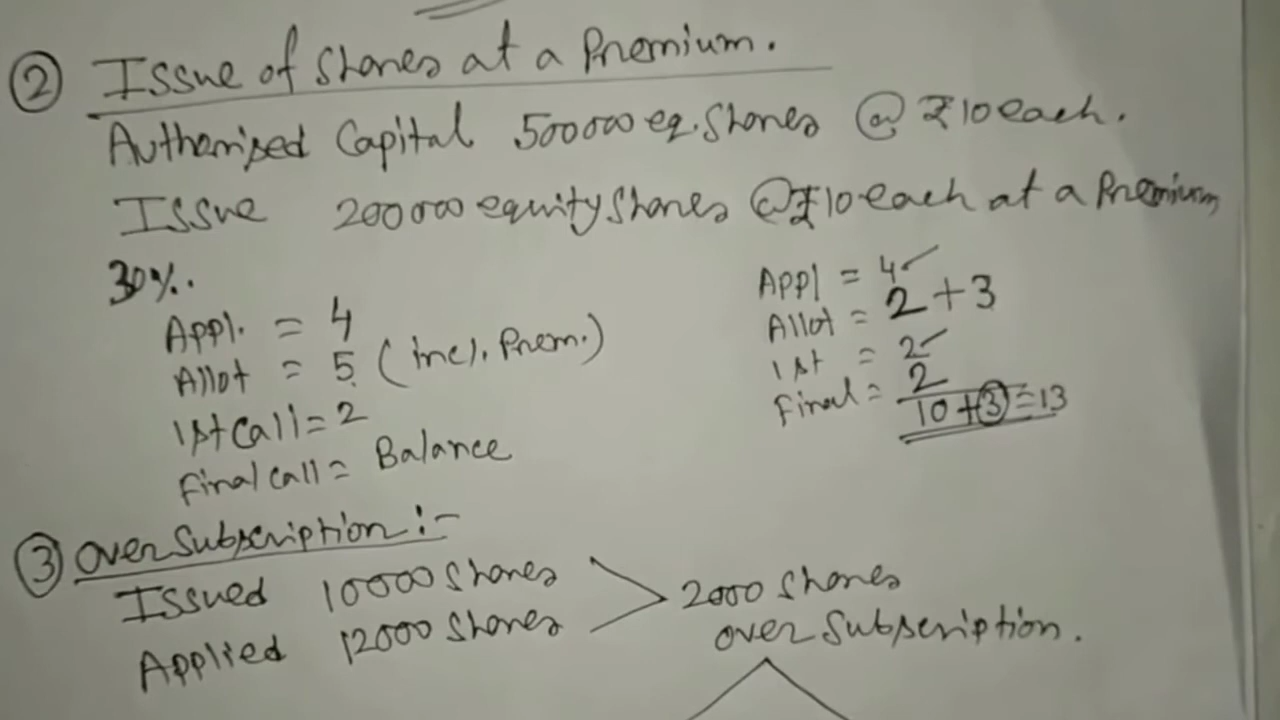 ② Issue of Shares at a Premium.
Authorised Capital 500000 eq. Shares @ ₹10 each.
Issue 200000 equity Shares @ ₹10 each at a Premium
30%.
Appl. = 4
Allot = 5 (incl. Prem.)
1st Call = 2
Final call = Balance
Appl = 4
Allot = 2 + 3
1st = 2
Final = 2
10 + 3 = 13
③ Over Subscription :-
Issued 10000 Shares
Applied 12000 Shares
2000 Shares
over Subscription.